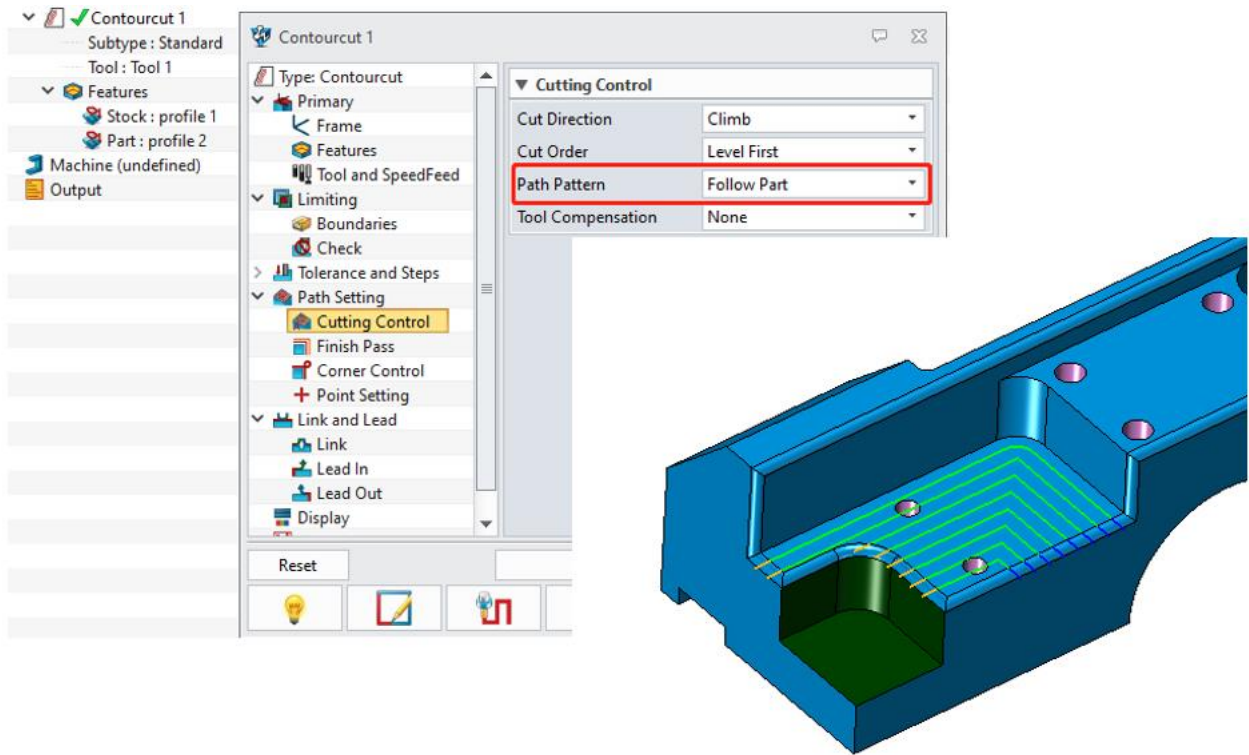 Contourcut 1
Subtype : Standard
Tool : Tool 1
Features
Stock : profile 1
Part : profile 2
Machine (undefined)
Output
Contourcut 1
Type: Contourcut
Primary
Frame
Features
Tool and SpeedFeed
Limiting
Boundaries
Check
Tolerance and Steps
Path Setting
Cutting Control
Finish Pass
Corner Control
Point Setting
Link and Lead
Link
Lead In
Lead Out
Display
Reset
Cutting Control
Cut Direction Climb
Cut Order Level First
Path Pattern Follow Part
Tool Compensation None